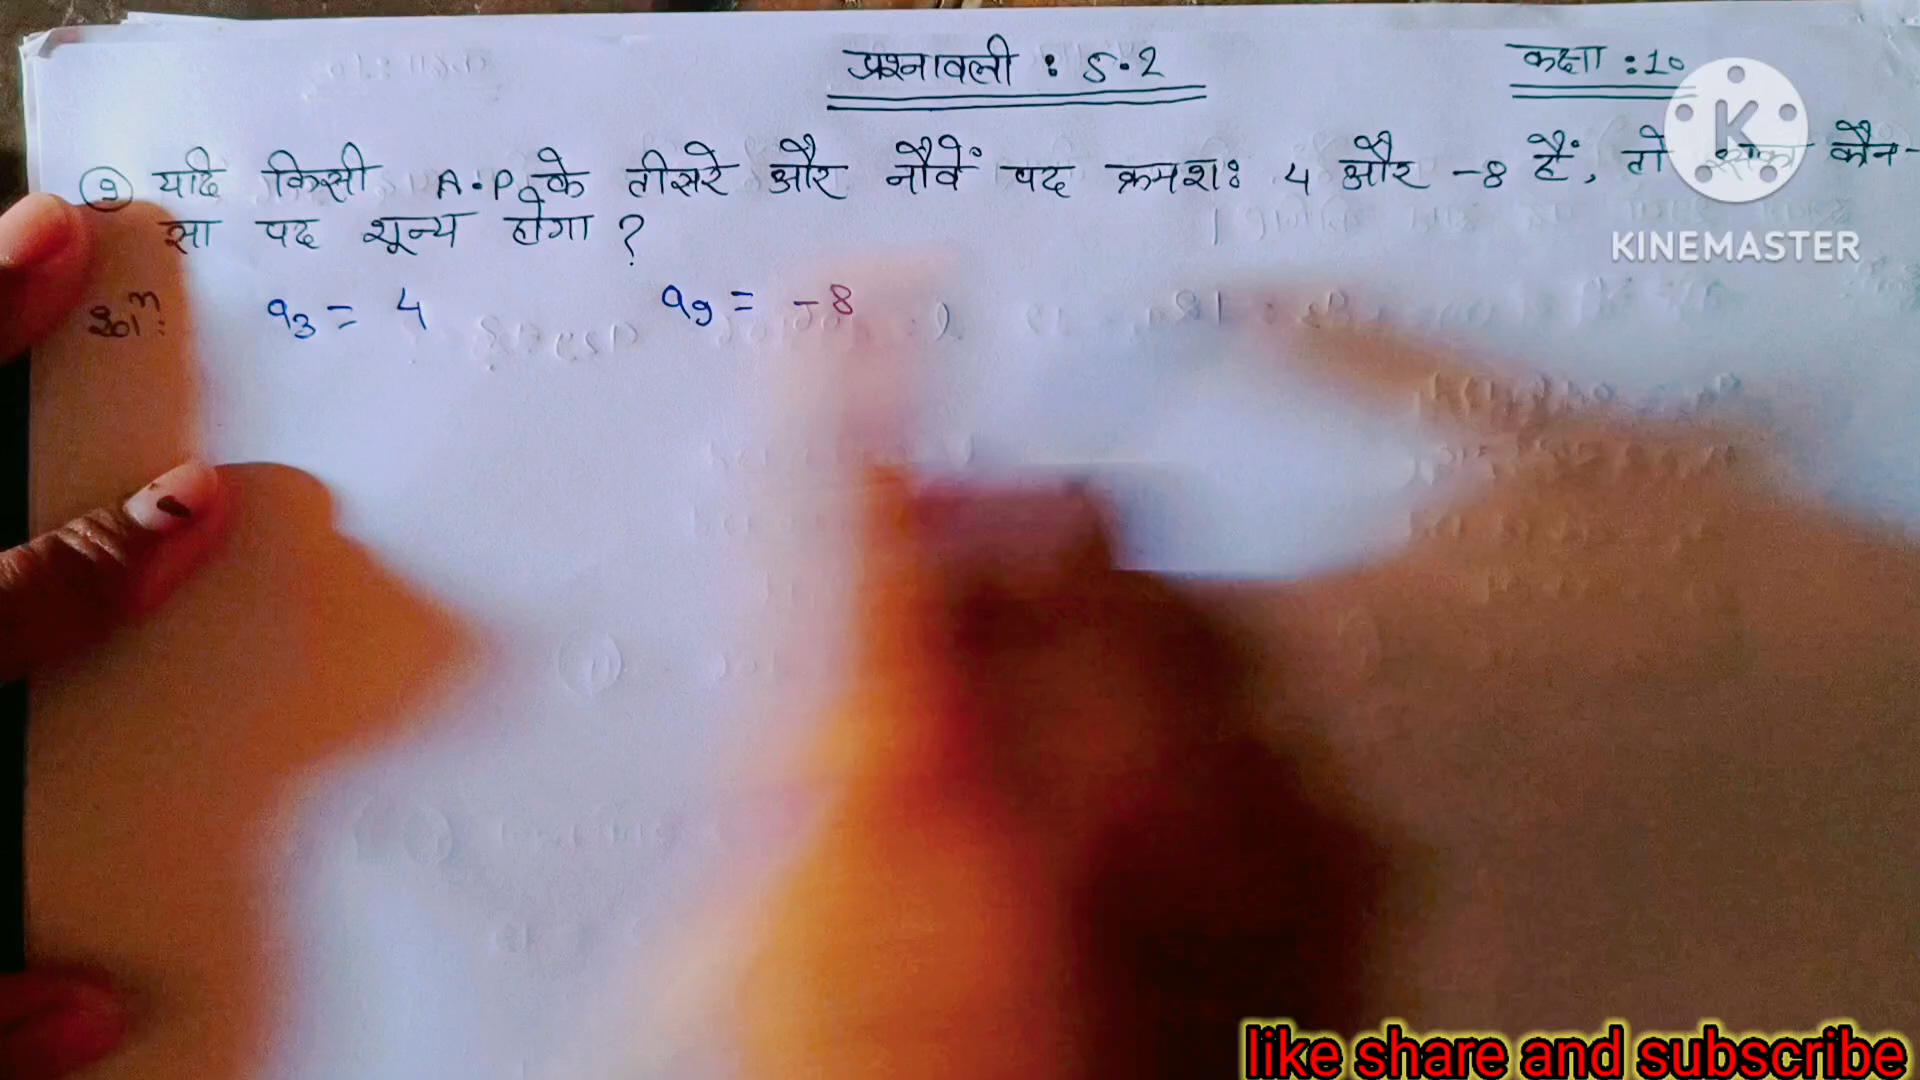 प्रश्नावली : 5.2
कक्षा : 10
9 यदि किसी A.P. के तीसरे और नौवें पद क्रमशः 4 और -8 हैं, तो कौन-
सा पद शून्य होगा ?
Solⁿ: a₃ = 4 a₉ = -8
K
KINEMASTER
like share and subscribe